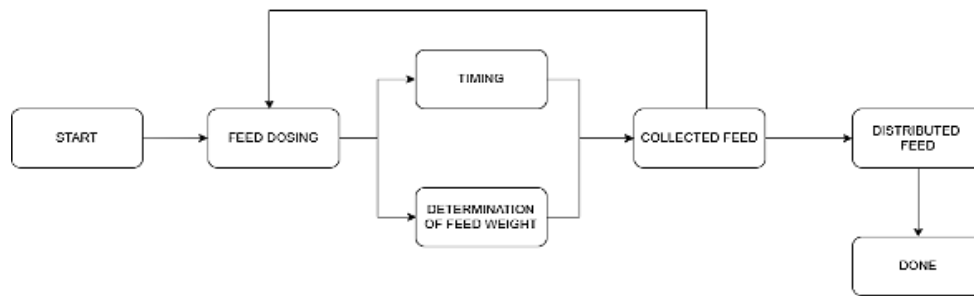 START
FEED DOSING
TIMING
DETERMINATION
OF FEED WEIGHT
COLLECTED FEED
DISTRIBUTED
FEED
DONE